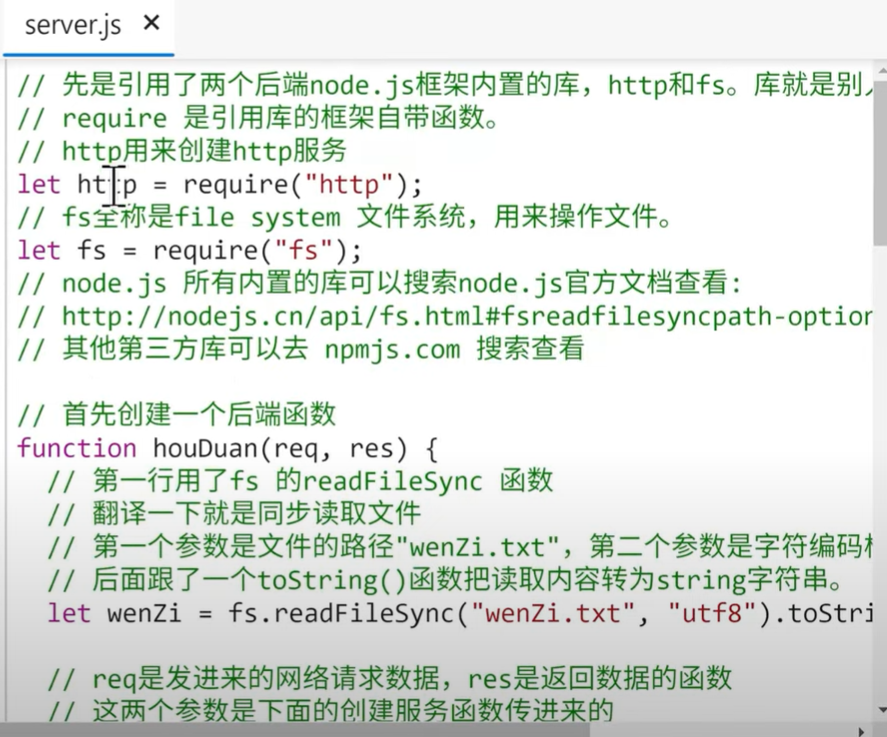 server.js ×
// 先是引用了两个后端node.js框架内置的库，http和fs。库就是别
// require 是引用库的框架自带函数。
// http用来创建http服务
let http = require("http");
// fs全称是file system 文件系统，用来操作文件。
let fs = require("fs");
// node.js 所有内置的库可以搜索node.js官方文档查看：
// http://nodejs.cn/api/fs.html#fsreadfilesyncpath-option
// 其他第三方库可以去 npmjs.com 搜索查看
// 首先创建一个后端函数
function houDuan(req, res) {
// 第一行用了fs 的readFileSync 函数
// 翻译一下就是同步读取文件
// 第一个参数是文件的路径"wenZi.txt"，第二个参数是字符编码
// 后面跟了一个toString()函数把读取内容转为string字符串。
let wenZi = fs.readFileSync("wenZi.txt", "utf8").toStri
// req是发进来的网络请求数据，res是返回数据的函数
// 这两个参数是下面的创建服务函数传进来的